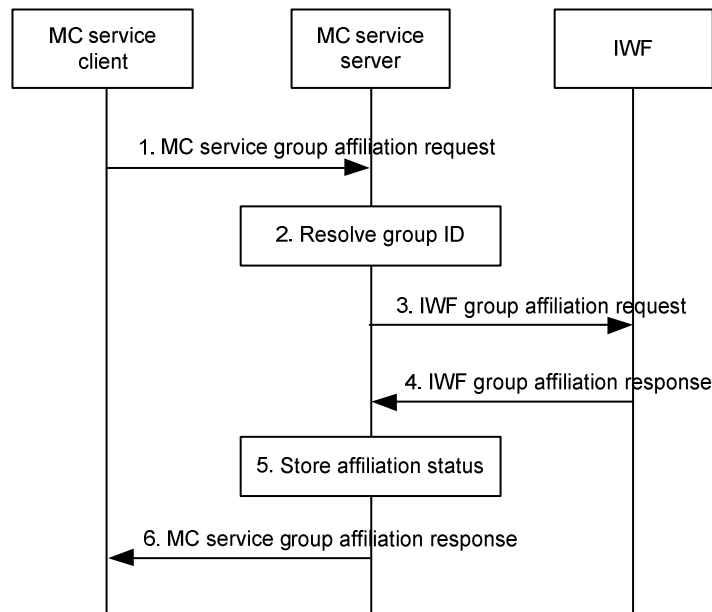 MC service
client
MC service
server
IWF
1. MC service group affiliation request
2. Resolve group ID
3. IWF group affiliation request
4. IWF group affiliation response
5. Store affiliation status
6. MC service group affiliation response